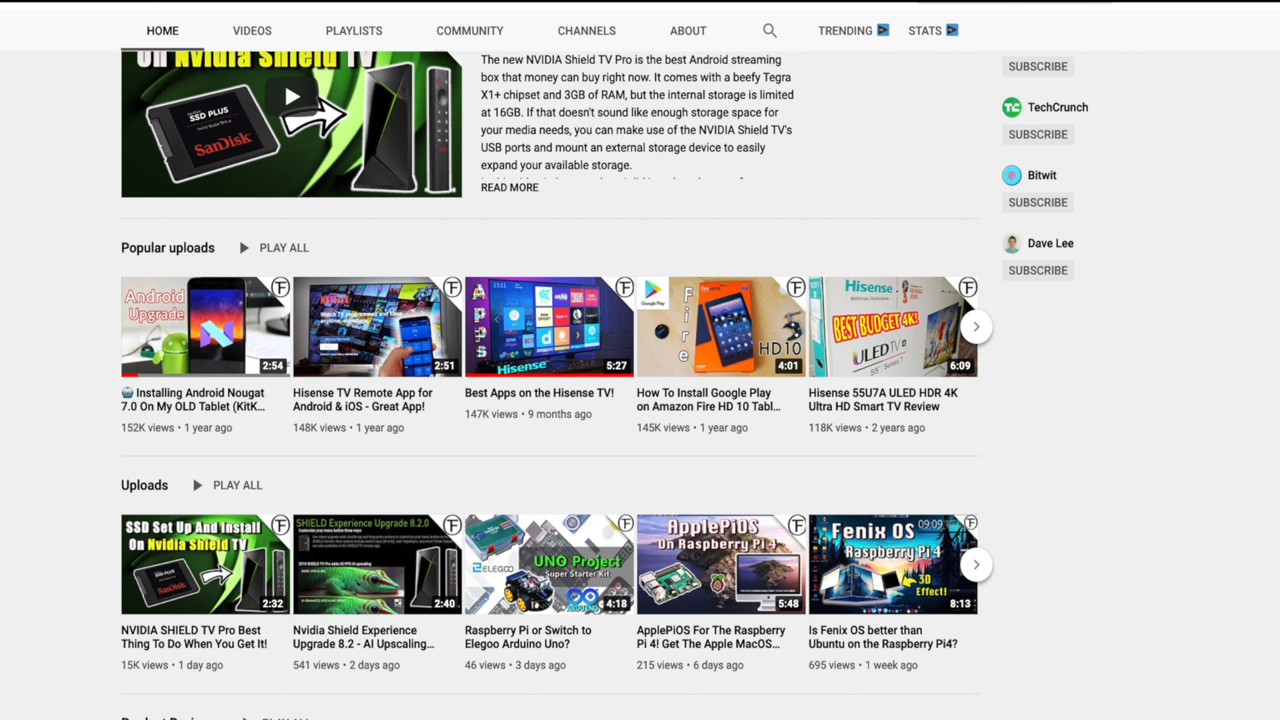 HOME VIDEOS PLAYLISTS COMMUNITY CHANNELS ABOUT TRENDING STATS
On Nvidia Shield TV
SSD PLUS
SanDisk
The new NVIDIA Shield TV Pro is the best Android streaming
box that money can buy right now. It comes with a beefy Tegra
X1+ chipset and 3GB of RAM, but the internal storage is limited
at 16GB. If that doesn't sound like enough storage space for
your media needs, you can make use of the NVIDIA Shield TV's
USB ports and mount an external storage device to easily
expand your available storage.
READ MORE
SUBSCRIBE
TechCrunch
SUBSCRIBE
Bitwit
SUBSCRIBE
Dave Lee
SUBSCRIBE
Popular uploads PLAY ALL
Android
Upgrade
2:54
Installing Android Nougat
7.0 On My OLD Tablet (KitK...
152K views • 1 year ago
2:51
Hisense TV Remote App for
Android & iOS - Great App!
148K views • 1 year ago
Apps
13:11
Hisense
5:27
Best Apps on the Hisense TV!
147K views • 9 months ago
Google Play
Fire
HD10
4:01
How To Install Google Play
on Amazon Fire HD 10 Tabl...
145K views • 1 year ago
Hisense
BEST BUDGET 4K!
ULED TV
55"
6:09
Hisense 55U7A ULED HDR 4K
Ultra HD Smart TV Review
118K views • 2 years ago
Uploads PLAY ALL
SSD Set Up And Install
On Nvidia Shield TV
SanDisk
2:32
NVIDIA SHIELD TV Pro Best
Thing To Do When You Get It!
15K views • 1 day ago
SHIELD Experience Upgrade 8.2.0
2:40
Nvidia Shield Experience
Upgrade 8.2 - AI Upscaling...
541 views • 2 days ago
ELEGOO
UNO Project
Super Starter Kit
4:18
Raspberry Pi or Switch to
Elegoo Arduino Uno?
46 views • 3 days ago
ApplePiOS
On Raspberry Pi 4
5:48
ApplePiOS For The Raspberry
Pi 4! Get The Apple MacOS...
215 views • 6 days ago
Fenix OS
09:09
Raspberry Pi 4
3D
Effect!
8:13
Is Fenix OS better than
Ubuntu on the Raspberry Pi4?
695 views • 1 week ago